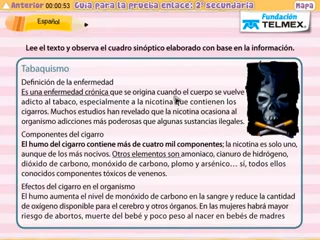 Anterior 00:00:53 Guía para la prueba enlace: 2° secundaria Mapa
Español
Fundación
TELMEX.
Lee el texto y observa el cuadro sinóptico elaborado con base en la información.
Tabaquismo
Definición de la enfermedad
Es una enfermedad crónica que se origina cuando el cuerpo se vuelve
adicto al tabaco, especialmente a la nicotina que contienen los
cigarros. Muchos estudios han revelado que la nicotina ocasiona al
organismo adicciones más poderosas que algunas sustancias ilegales.
Componentes del cigarro
El humo del cigarro contiene más de cuatro mil componentes; la nicotina es solo uno,
aunque de los más nocivos. Otros elementos son amoniaco, cianuro de hidrógeno,
dióxido de carbono, monóxido de carbono, plomo y arsénico... sí, todos ellos
conocidos componentes tóxicos de venenos.
Efectos del cigarro en el organismo
El humo aumenta el nivel de monóxido de carbono en la sangre y reduce la cantidad
de oxígeno disponible para el cerebro y otros órganos. En las mujeres habrá mayor
riesgo de abortos, muerte del bebé y poco peso al nacer en bebés de madres